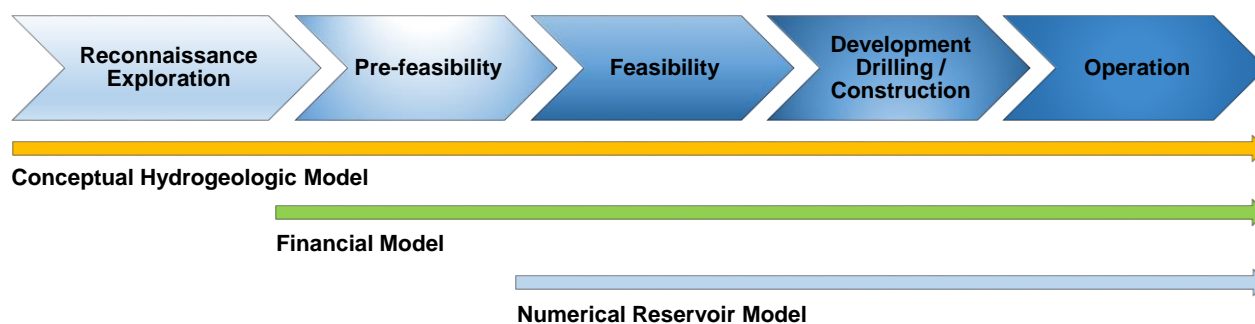 Reconnaissance
Exploration
Pre-feasibility
Feasibility
Development
Drilling /
Construction
Operation
Conceptual Hydrogeologic Model
Financial Model
Numerical Reservoir Model